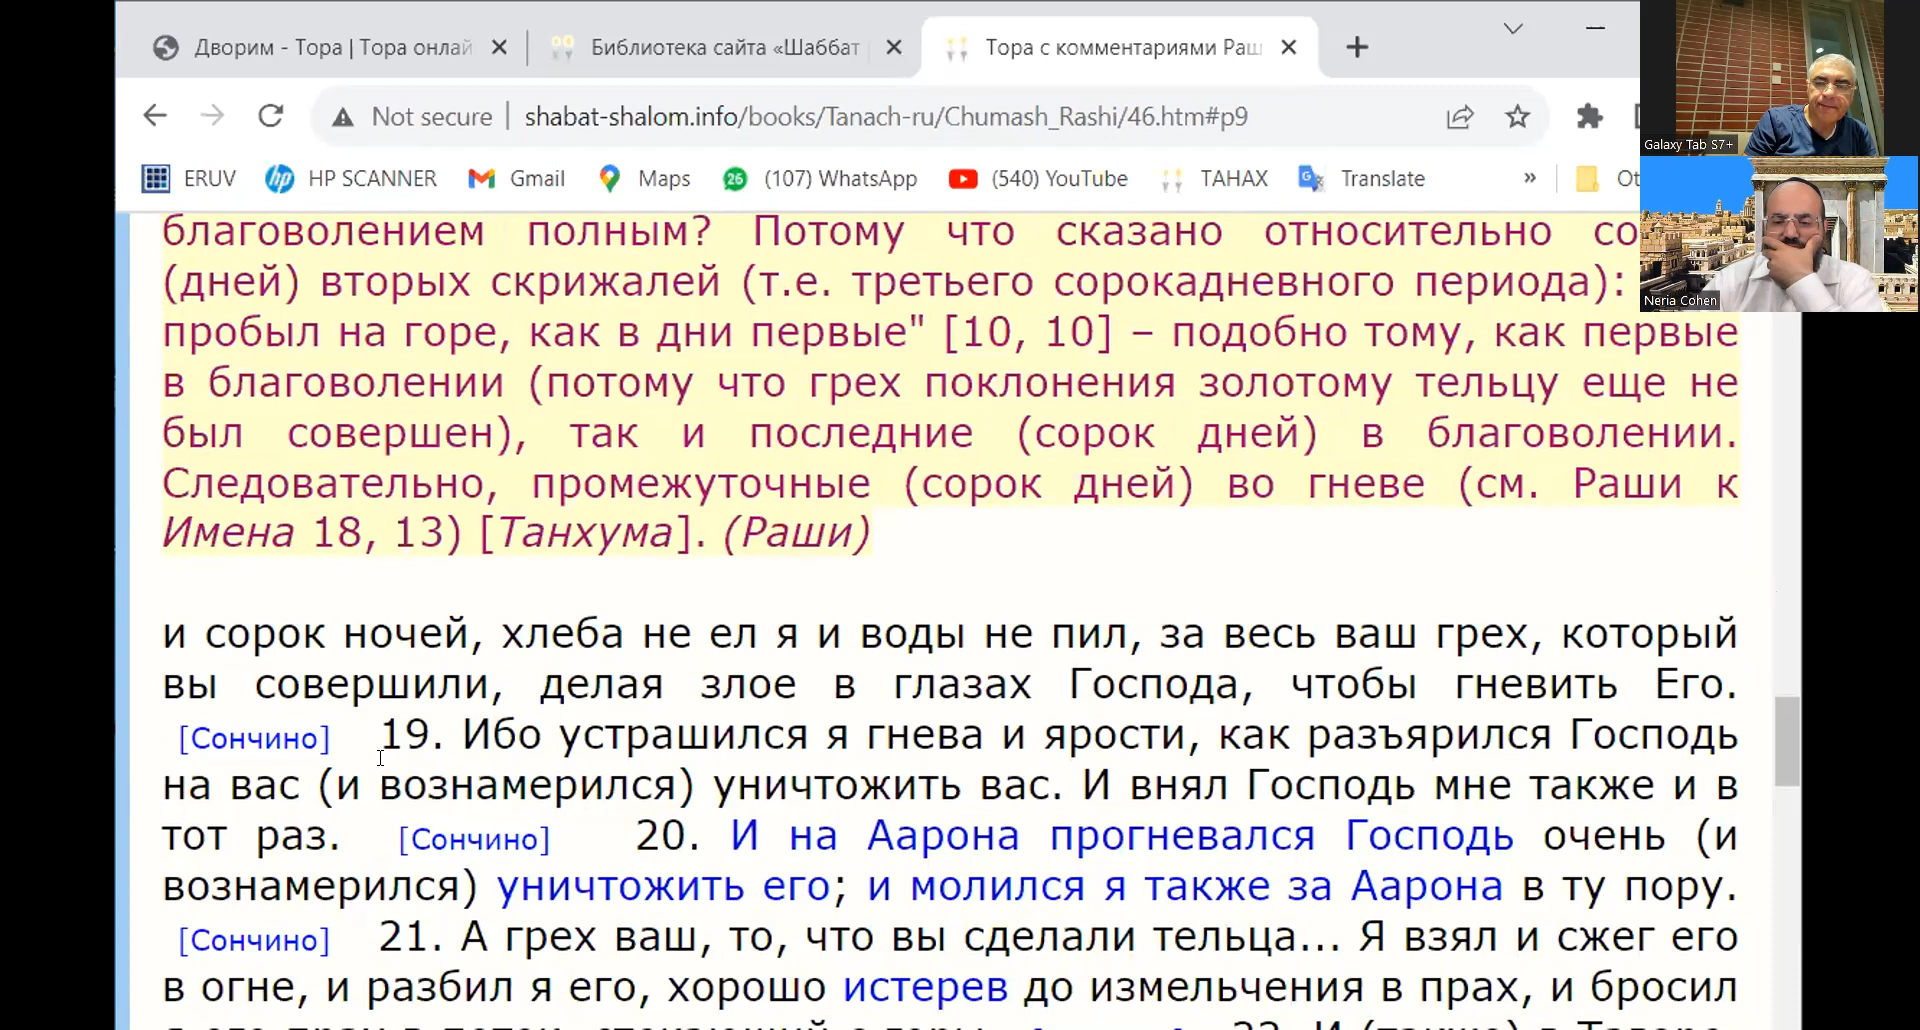 Дворим - Тора | Тора онлай
Библиотека сайта «Шаббат
Тора с комментариями Раш
Not secure | shabat-shalom.info/books/Tanach-ru/Chumash_Rashi/46.htm#p9
ERUV HP SCANNER Gmail Maps 26 (107) WhatsApp (540) YouTube TAHAX Translate » Ot
Galaxy Tab S7+
Neria Cohen
благоволением полным? Потому что сказано относительно со
(дней) вторых скрижалей (т.е. третьего сорокадневного периода):
пробыл на горе, как в дни первые" [10, 10] – подобно тому, как первые
в благоволении (потому что грех поклонения золотому тельцу еще не
был совершен), так и последние (сорок дней) в благоволении.
Следовательно, промежуточные (сорок дней) во гневе (см. Раши к
Имена 18, 13) [Танхума]. (Раши)
и сорок ночей, хлеба не ел я и воды не пил, за весь ваш грех, который
вы совершили, делая злое в глазах Господа, чтобы гневить Его.
[Сончино] 19. Ибо устрашился я гнева и ярости, как разъярился Господь
на вас (и вознамерился) уничтожить вас. И внял Господь мне также и в
тот раз. [Сончино] 20. И на Аарона прогневался Господь очень (и
вознамерился) уничтожить его; и молился я также за Аарона в ту пору.
[Сончино] 21. А грех ваш, то, что вы сделали тельца... Я взял и сжег его
в огне, и разбил я его, хорошо истерев до измельчения в прах, и бросил